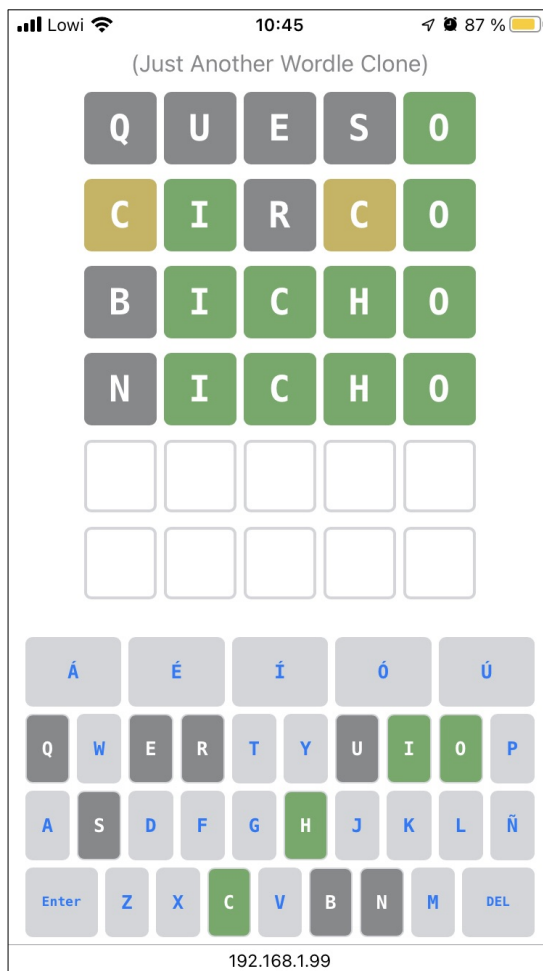 Lowi 10:45 87 %
(Just Another Wordle Clone)
Q U E S O
C I R C O
B I C H O
N I C H O
Á É Í Ó Ú
Q W E R T Y U I O P
A S D F G H J K L Ñ
Enter Z X C V B N M DEL
192.168.1.99